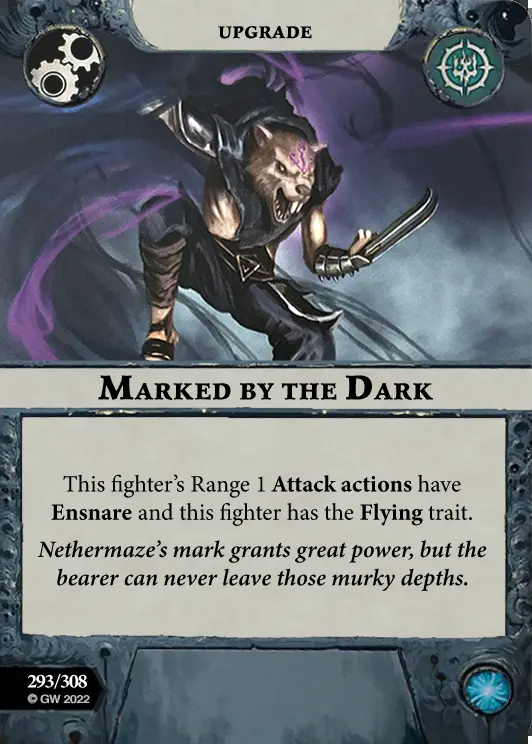 UPGRADE
MARKED BY THE DARK
This fighter's Range 1 Attack actions have
Ensnare and this fighter has the Flying trait.
Nethermaze's mark grants great power, but the
bearer can never leave those murky depths.
293/308
© GW 2022